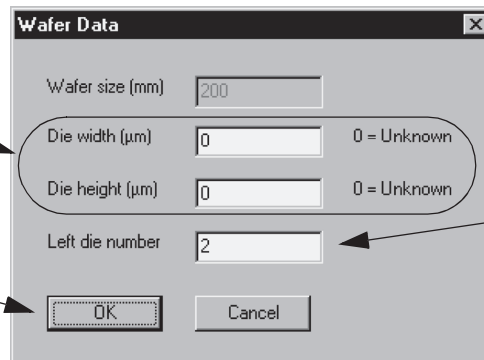 Wafer Data
Wafer size (mm) 200
Die width (µm) 0 0 = Unknown
Die height (µm) 0 0 = Unknown
Left die number 2
OK Cancel